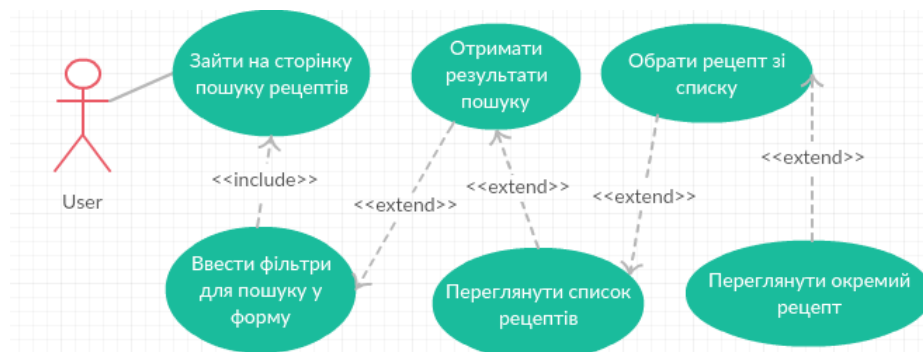 Зайти на сторінку
пошуку рецептів
Отримати
результати
пошуку
Обрати рецепт зі
списку
<<include>>
<<extend>>
<<extend>>
<<extend>>
<<extend>>
User
Ввести фільтри
для пошуку у
форму
Переглянути список
рецептів
Переглянути окремий
рецепт